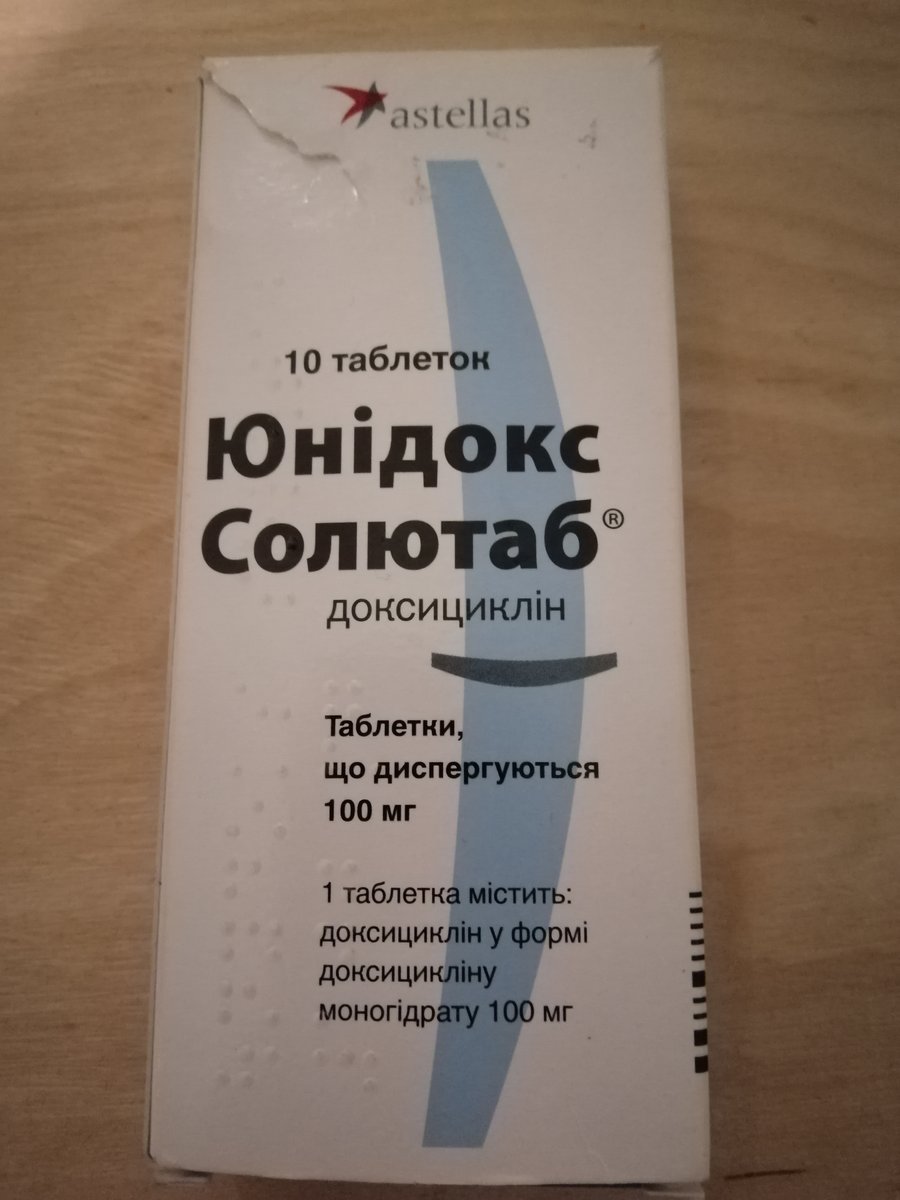 astellas
10 таблеток
Юнідокс
Солютаб®
доксициклін
Таблетки,
що диспергуються
100 мг
1 таблетка містить:
доксициклін у формі
доксицикліну
моногідрату 100 мг